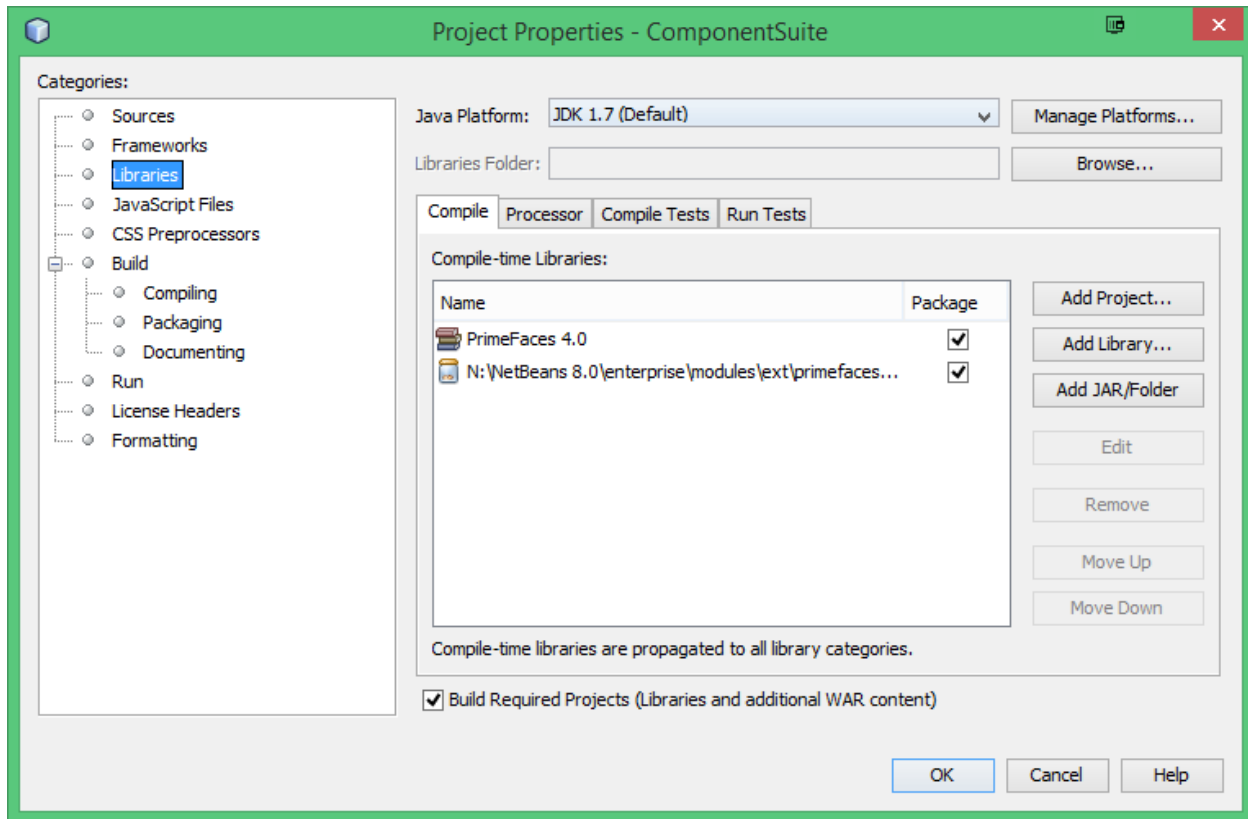 Project Properties - ComponentSuite
Categories:
Sources
Frameworks
Libraries
JavaScript Files
CSS Preprocessors
Build
Compiling
Packaging
Documenting
Run
License Headers
Formatting
Java Platform: JDK 1.7 (Default) Manage Platforms...
Libraries Folder: Browse...
Compile Processor Compile Tests Run Tests
Compile-time Libraries:
Name Package
PrimeFaces 4.0
N:\NetBeans 8.0\enterprise\modules\ext\primefaces...
Add Project...
Add Library...
Add JAR/Folder
Edit
Remove
Move Up
Move Down
Compile-time libraries are propagated to all library categories.
Build Required Projects (Libraries and additional WAR content)
OK Cancel Help